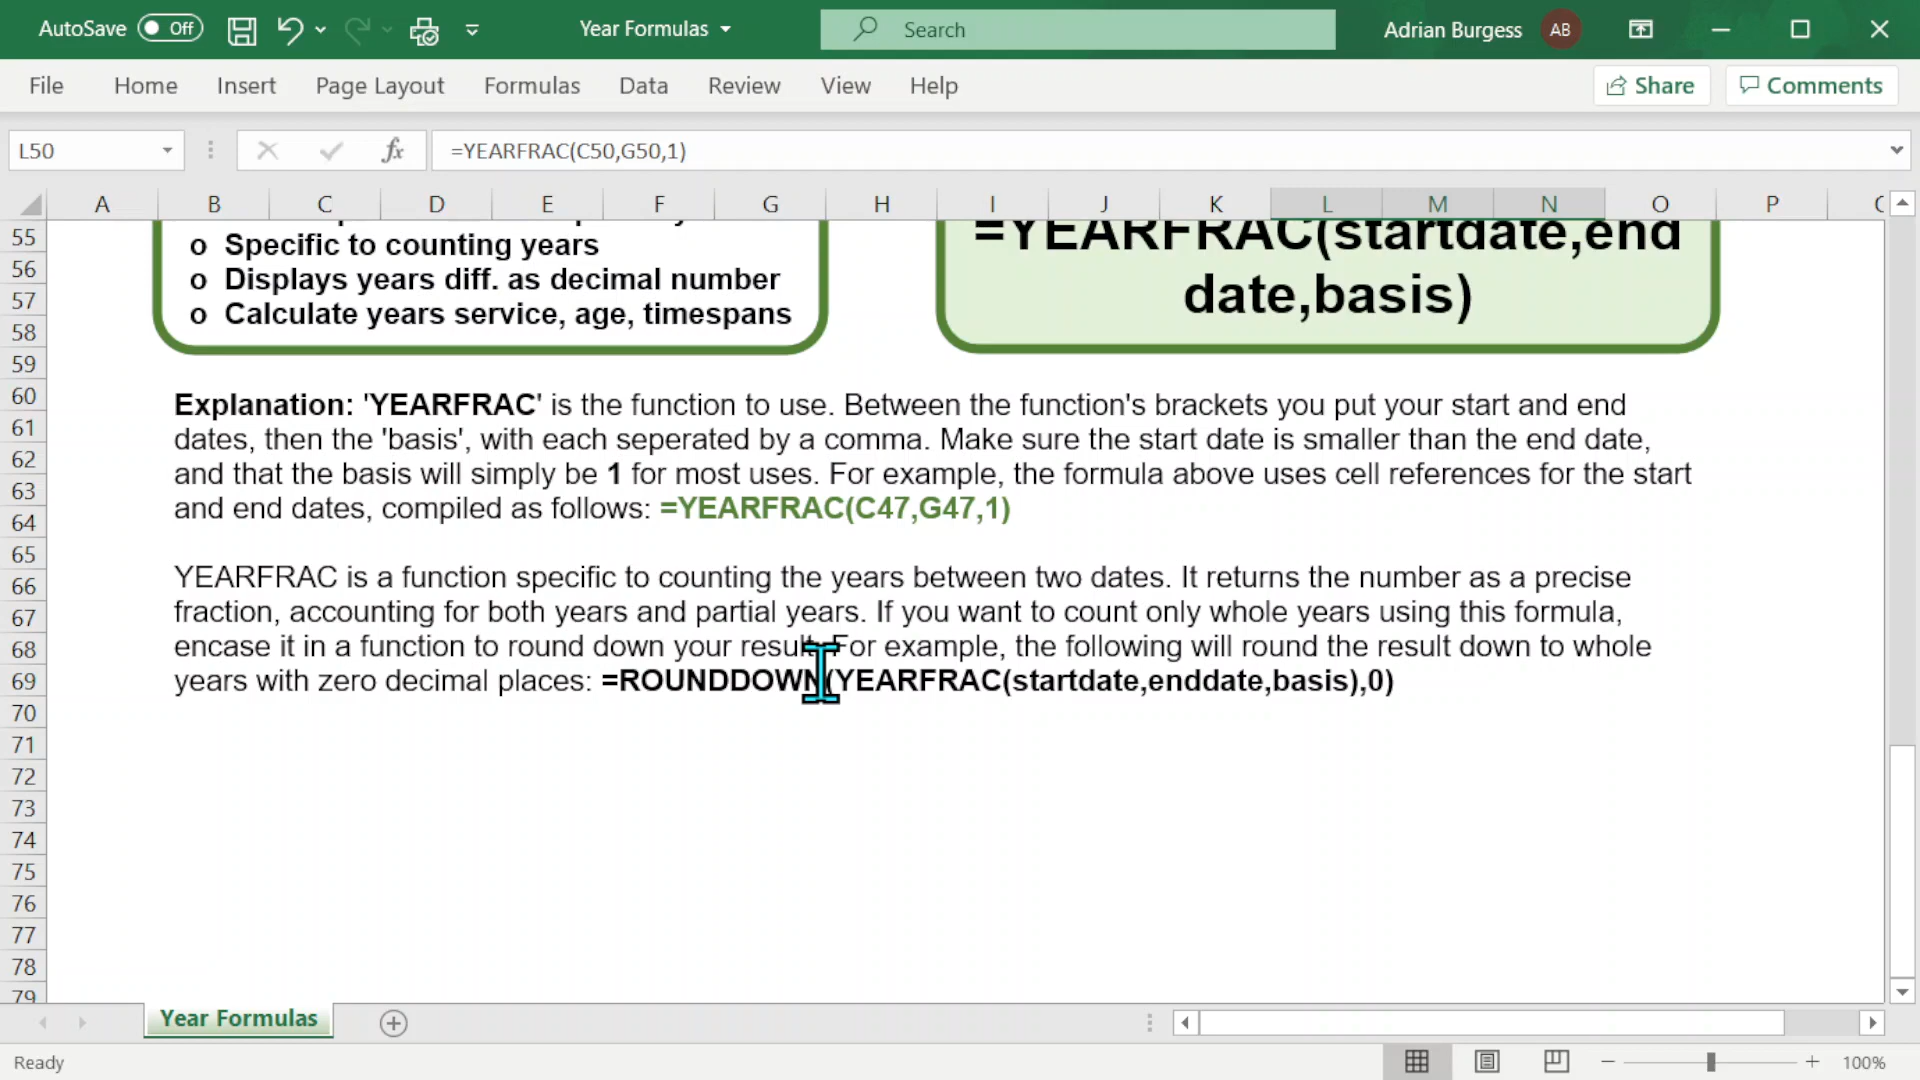 AutoSave Off Year Formulas Search Adrian Burgess AB
File Home Insert Page Layout Formulas Data Review View Help Share Comments
L50 fx =YEARFRAC(C50,G50,1)
A B C D E F G H I J K L M N O P
55
56
57
58
59
60
61
62
63
64
65
66
67
68
69
70
71
72
73
74
75
76
77
78
79
o Specific to counting years
o Displays years diff. as decimal number
o Calculate years service, age, timespans
=YEARFRAC(startdate,end
date,basis)
Explanation: 'YEARFRAC' is the function to use. Between the function's brackets you put your start and end
dates, then the 'basis', with each seperated by a comma. Make sure the start date is smaller than the end date,
and that the basis will simply be 1 for most uses. For example, the formula above uses cell references for the start
and end dates, compiled as follows: =YEARFRAC(C47,G47,1)
YEARFRAC is a function specific to counting the years between two dates. It returns the number as a precise
fraction, accounting for both years and partial years. If you want to count only whole years using this formula,
encase it in a function to round down your result. For example, the following will round the result down to whole
years with zero decimal places: =ROUNDDOWN(YEARFRAC(startdate,enddate,basis),0)
Year Formulas
Ready 100%